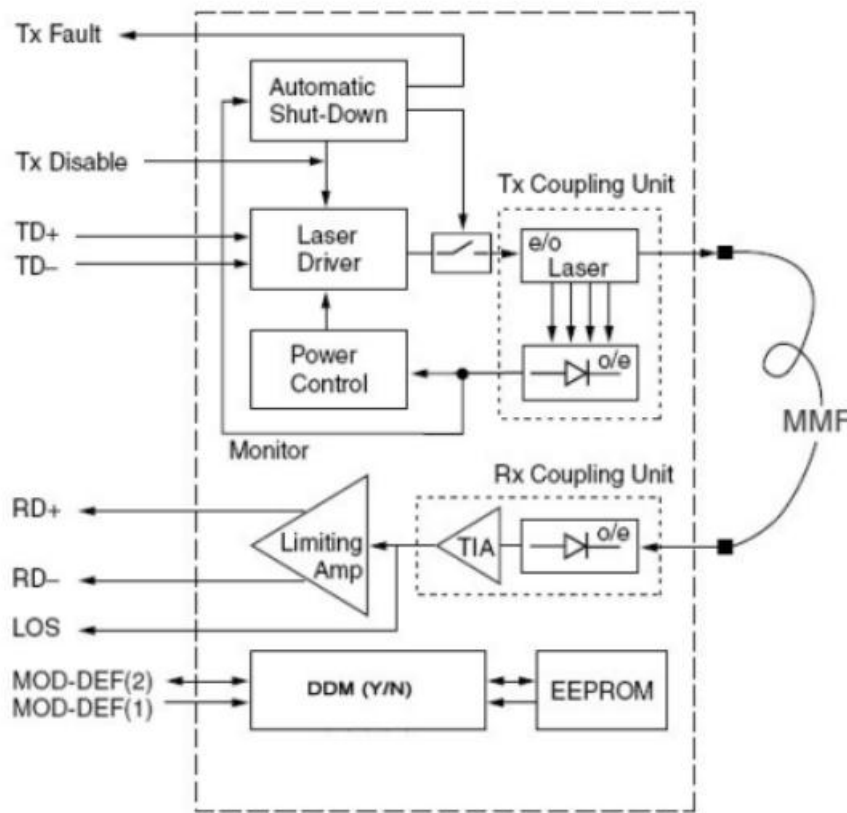 Tx Fault
Automatic
Shut-Down
Tx Disable
Tx Coupling Unit
TD+
TD–
Laser
Driver
e/o
Laser
Power
Control
o/e
MMF
Monitor
Rx Coupling Unit
RD+
RD–
Limiting
Amp
TIA
o/e
LOS
MOD-DEF(2)
MOD-DEF(1)
DDM (Y/N)
EEPROM